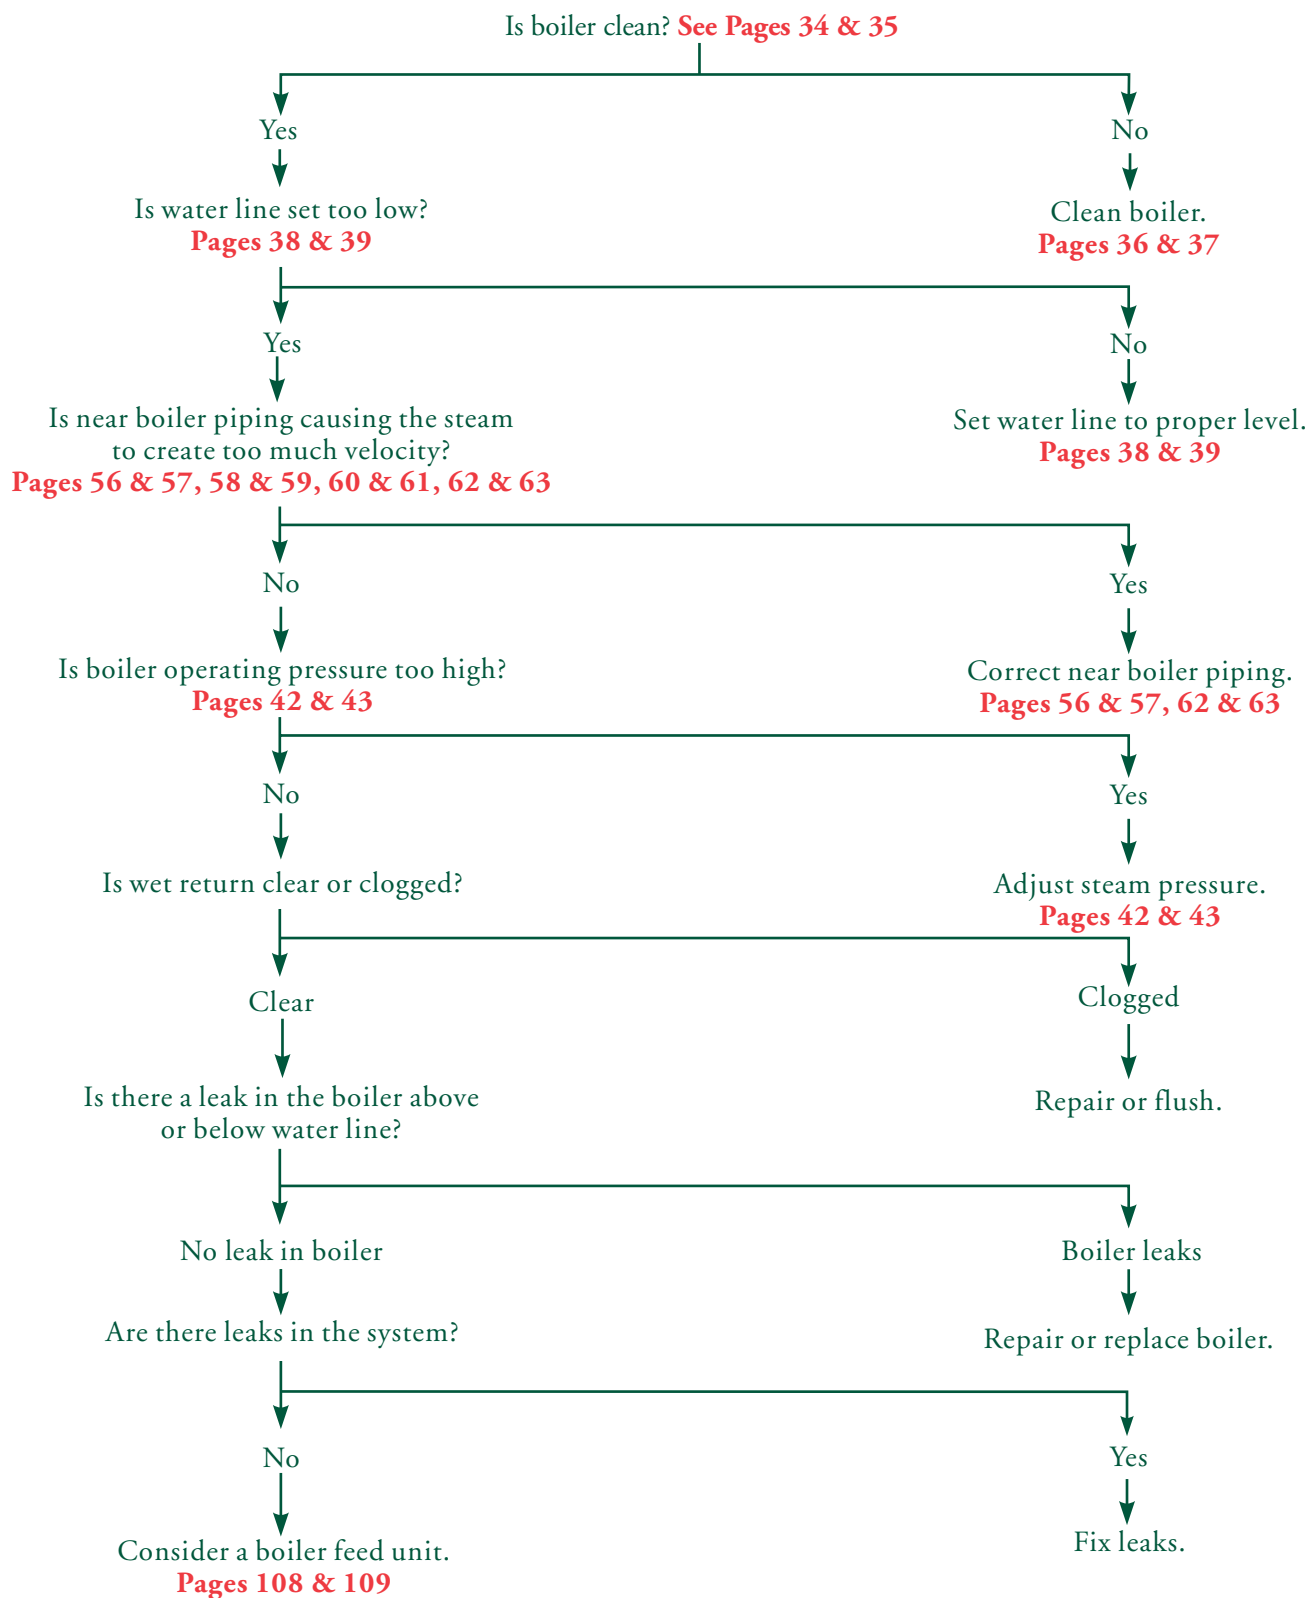 Is boiler clean? See Pages 34 & 35
Yes
No
Is water line set too low?
Pages 38 & 39
Clean boiler.
Pages 36 & 37
Yes
No
Is near boiler piping causing the steam
to create too much velocity?
Pages 56 & 57, 58 & 59, 60 & 61, 62 & 63
Set water line to proper level.
Pages 38 & 39
No
Yes
Is boiler operating pressure too high?
Pages 42 & 43
Correct near boiler piping.
Pages 56 & 57, 62 & 63
No
Yes
Is wet return clear or clogged?
Adjust steam pressure.
Pages 42 & 43
Clear
Clogged
Is there a leak in the boiler above
or below water line?
Repair or flush.
No leak in boiler
Boiler leaks
Are there leaks in the system?
Repair or replace boiler.
No
Yes
Consider a boiler feed unit.
Pages 108 & 109
Fix leaks.